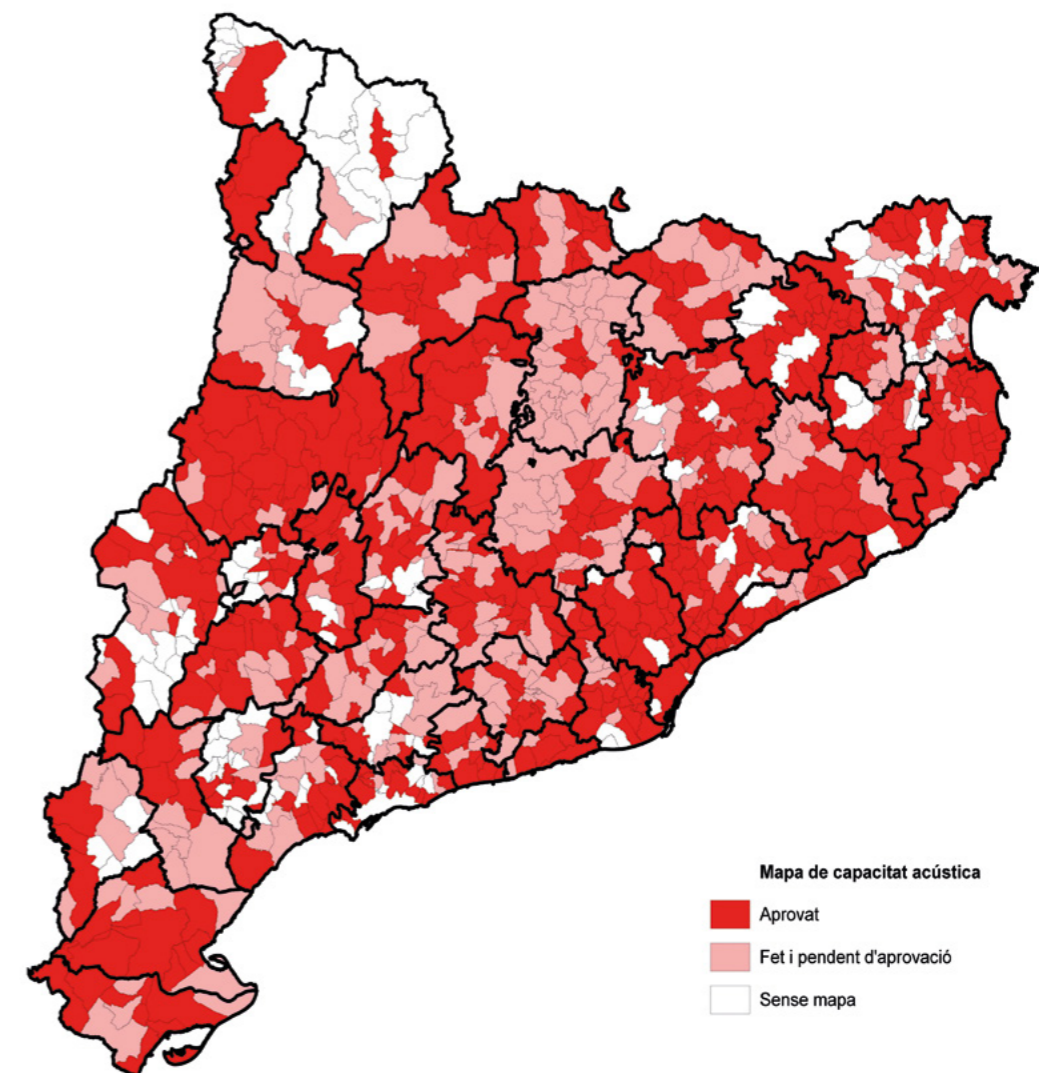 Mapa de capacitat acústica
Aprovat
Fet i pendent d'aprovació
Sense mapa